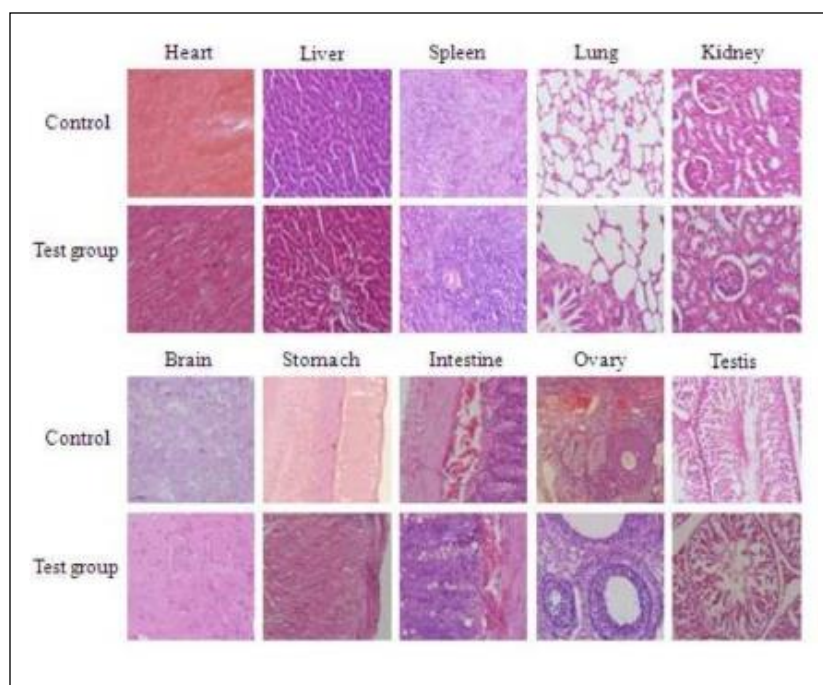 Heart Liver Spleen Lung Kidney
Control
Test group
Brain Stomach Intestine Ovary Testis
Control
Test group